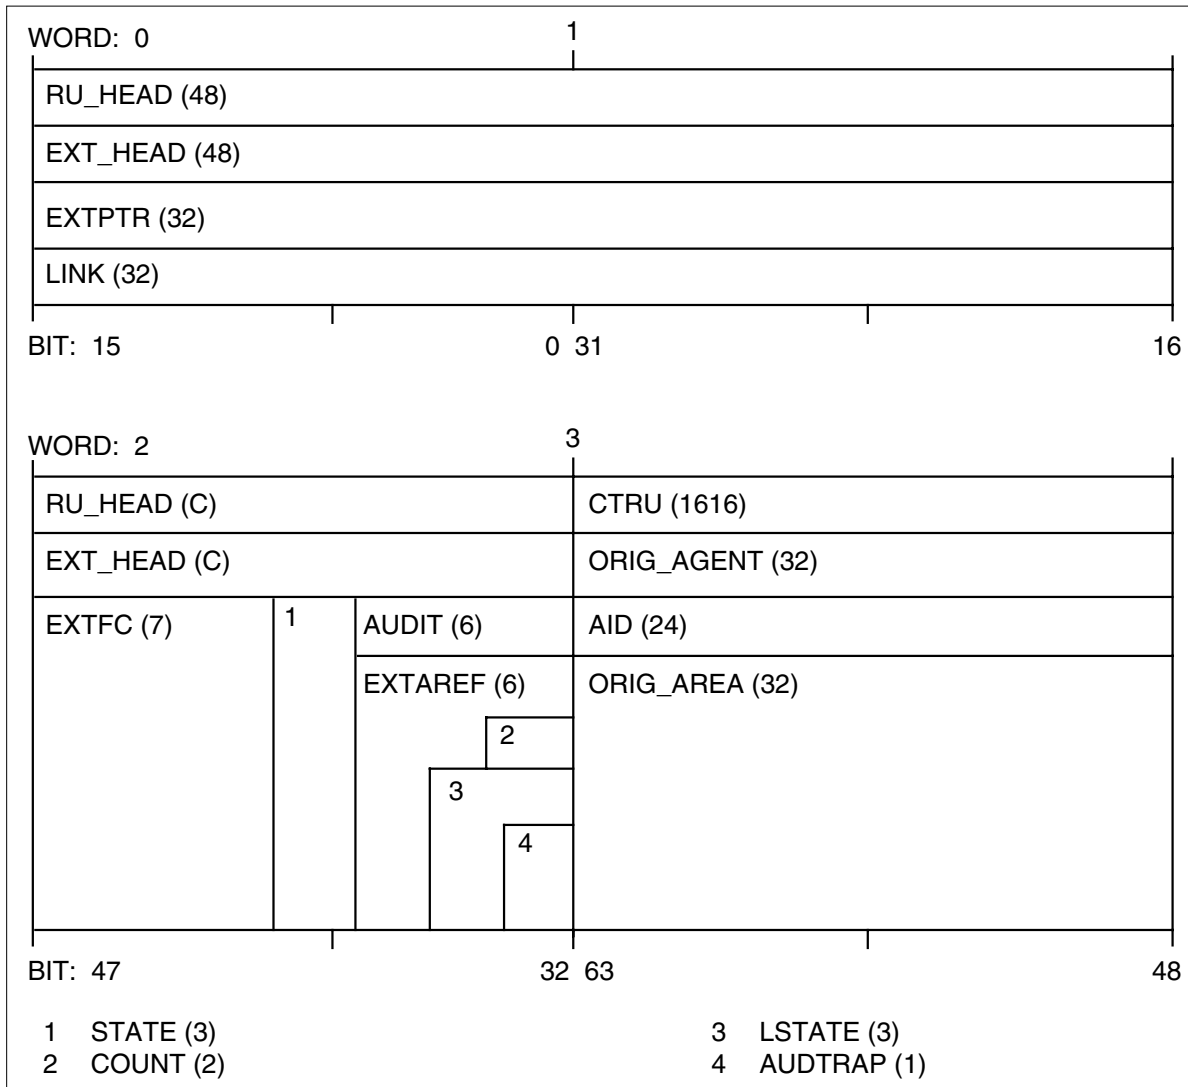 WORD: 0 1
RU_HEAD (48)
EXT_HEAD (48)
EXTPTR (32)
LINK (32)
BIT: 15 0 31 16
WORD: 2 3
RU_HEAD (C) CTRU (1616)
EXT_HEAD (C) ORIG_AGENT (32)
EXTFC (7) 1 AUDIT (6) AID (24)
EXTAREF (6) ORIG_AREA (32)
2
3
4
BIT: 47 32 63 48
1 STATE (3) 3 LSTATE (3)
2 COUNT (2) 4 AUDTRAP (1)